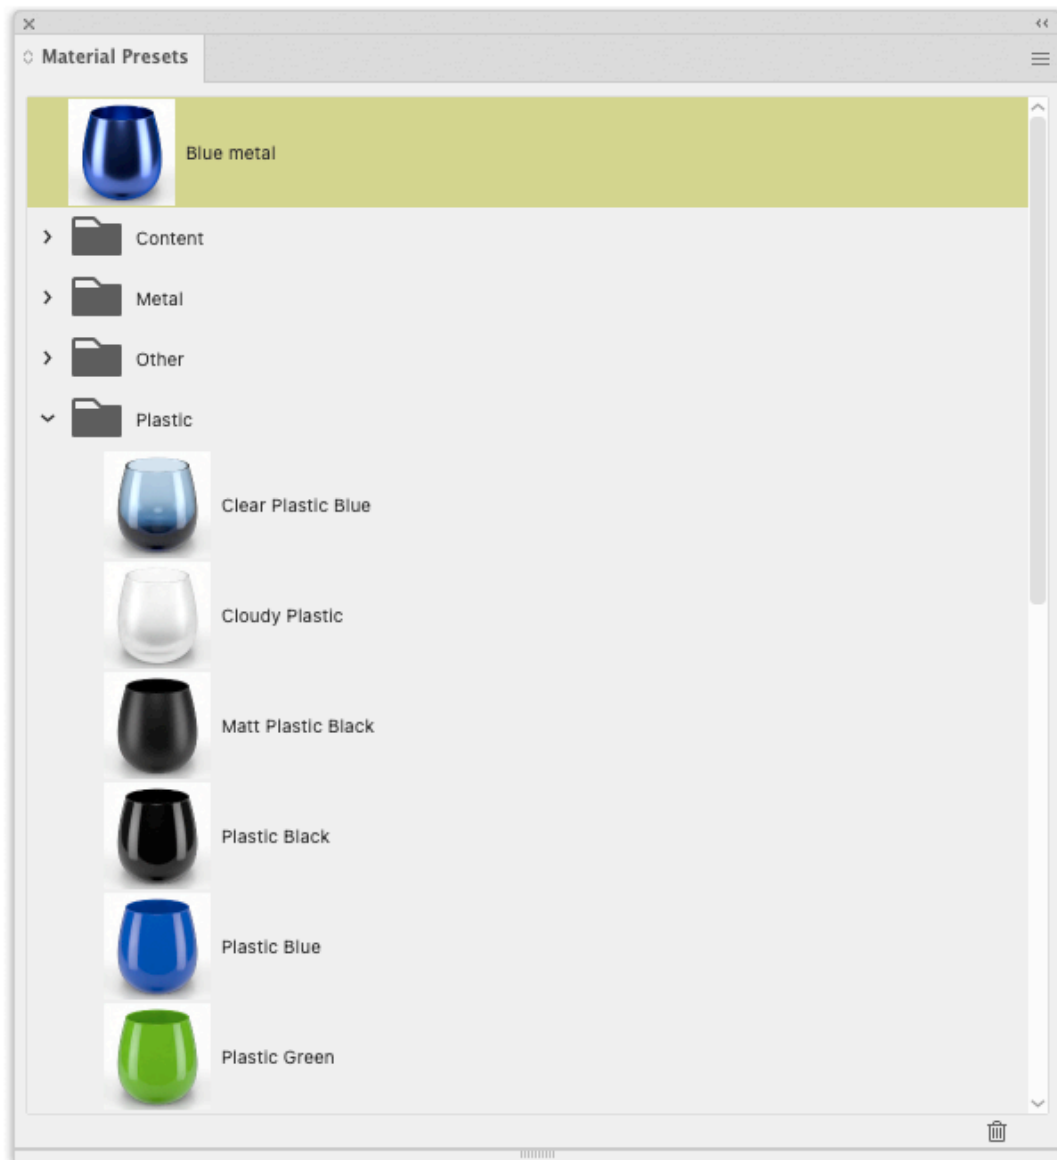 Material Presets
Blue metal
Content
Metal
Other
Plastic
Clear Plastic Blue
Cloudy Plastic
Matt Plastic Black
Plastic Black
Plastic Blue
Plastic Green